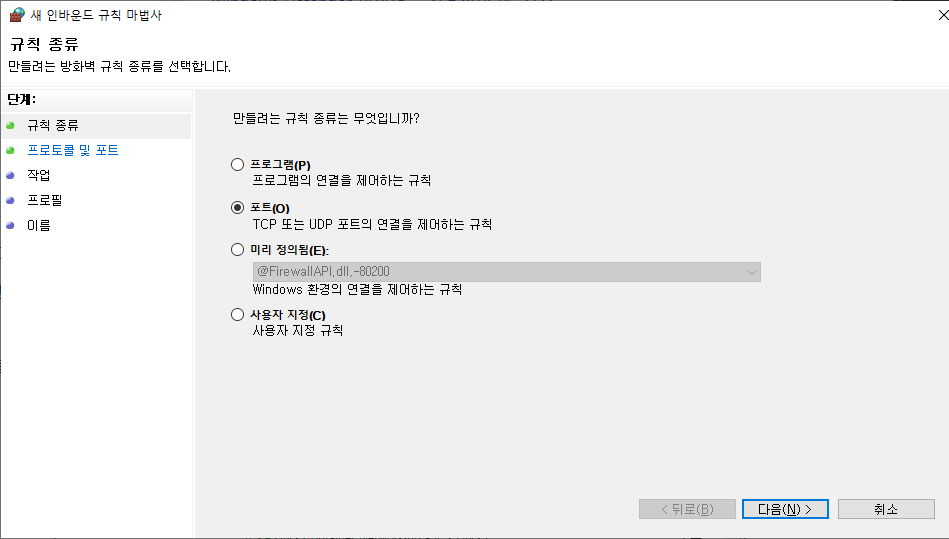 새 인바운드 규칙 마법사
규칙 종류
만들려는 방화벽 규칙 종류를 선택합니다.
단계:
규칙 종류
프로토콜 및 포트
작업
프로필
이름
만들려는 규칙 종류는 무엇입니까?
프로그램(P)
프로그램의 연결을 제어하는 규칙
포트(O)
TCP 또는 UDP 포트의 연결을 제어하는 규칙
미리 정의됨(E):
@FirewallAPI.dll,-80200
Windows 환경의 연결을 제어하는 규칙
사용자 지정(C)
사용자 지정 규칙
< 뒤로(B)
다음(N) >
취소